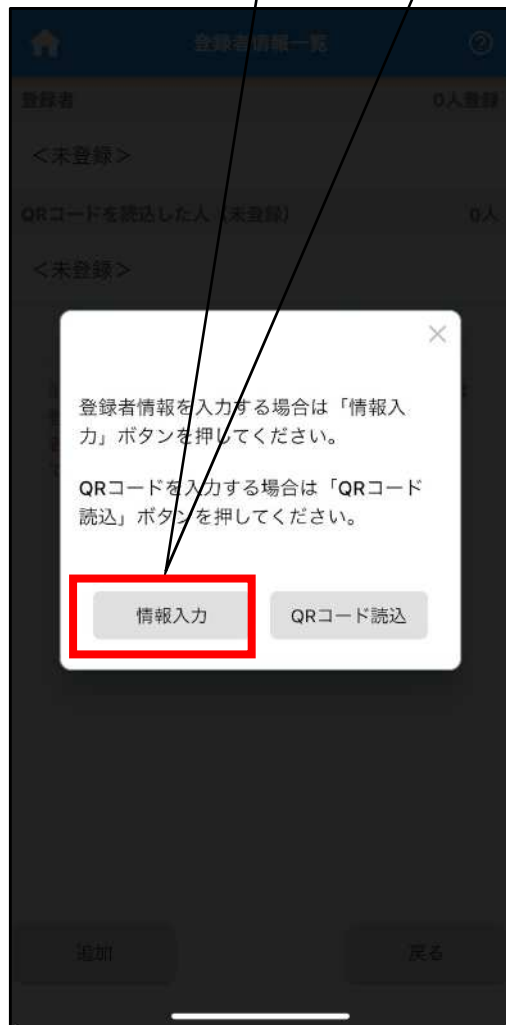 登録者情報一覧
登録者 0人登録
＜未登録＞
QRコードを読込した人（未登録） 0人
＜未登録＞
登録者情報を入力する場合は「情報入
力」ボタンを押してください。
QRコードを入力する場合は「QRコード
読込」ボタンを押してください。
情報入力 QRコード読込
追加 戻る